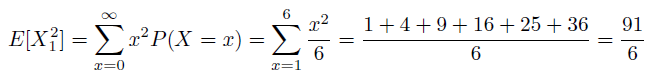 E[X_1^2] = \sum_{x=0}^{\infty} x^2 P(X = x) = \sum_{x=1}^{6} \frac{x^2}{6} = \frac{1 + 4 + 9 + 16 + 25 + 36}{6} = \frac{91}{6}